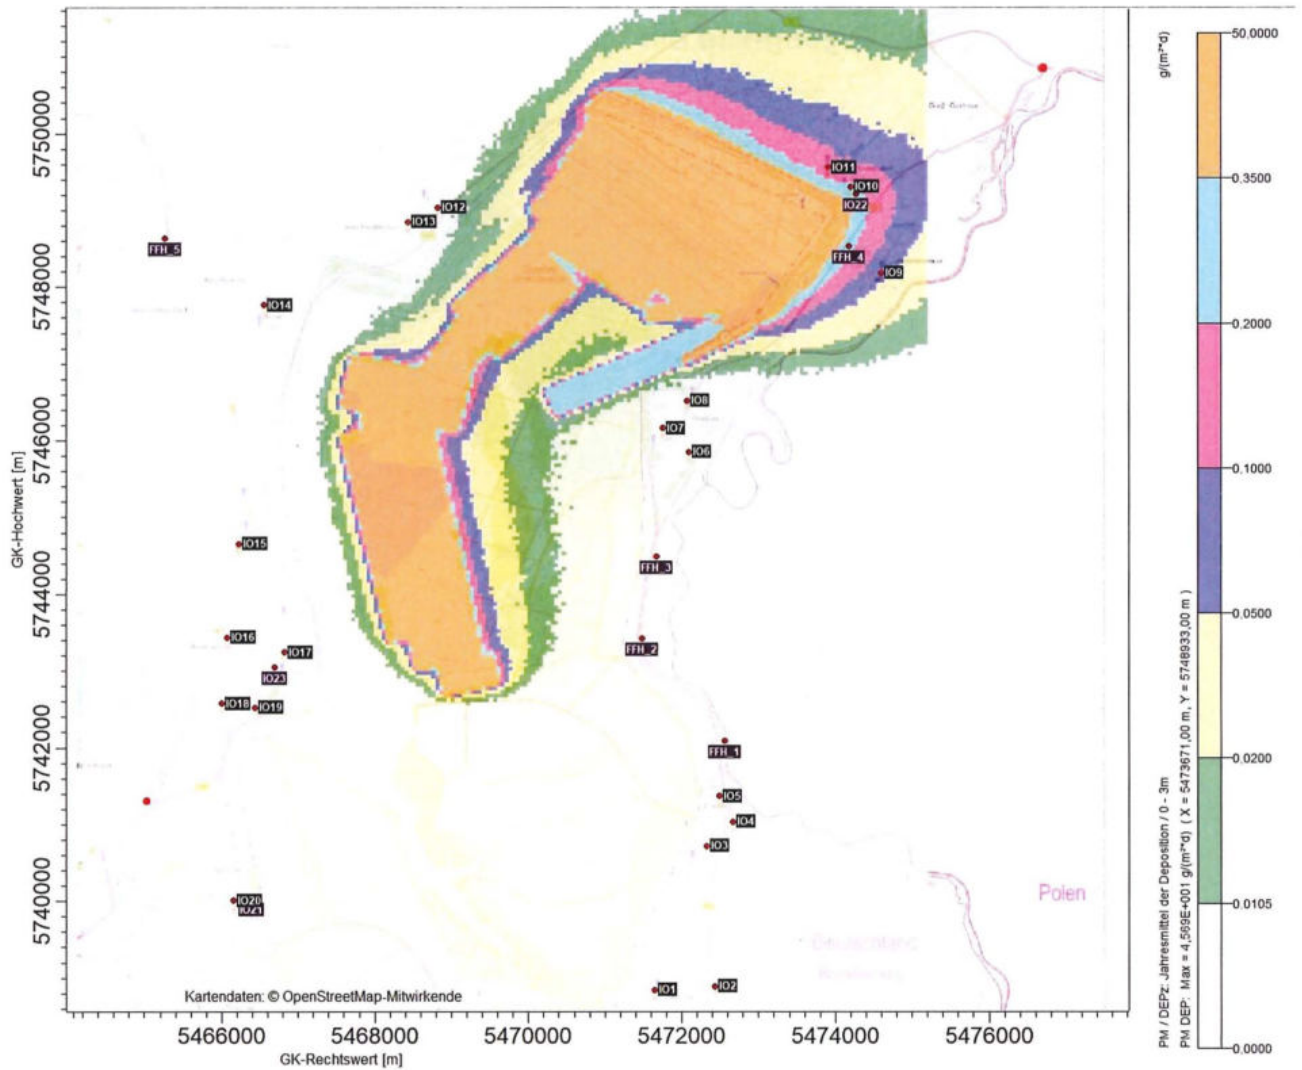 g/(m²*d)
50.0000
0.3500
0.2000
0.1000
0.0500
0.0200
0.0105
0.0000
PM / DEPz: Jahresmittel der Deposition / 0 - 3m
PM DEP: Max = 4,569E+001 g/(m²*d) ( X = 5473671,00 m, Y = 5748933,00 m )
GK-Hochwert [m]
5750000
5748000
5746000
5744000
5742000
5740000
IO11
IO10
IO22
IO12
IO13
FFH_5
FFH_4
IO9
IO14
IO8
IO7
IO6
IO15
FFH_3
IO16
FFH_2
IO17
IO23
IO18
IO19
FFH_1
IO5
IO4
IO3
IO20
IO21
Polen
Deutschland
IO1
IO2
Kartendaten: © OpenStreetMap-Mitwirkende
5466000
5468000
5470000
5472000
5474000
5476000
GK-Rechtswert [m]